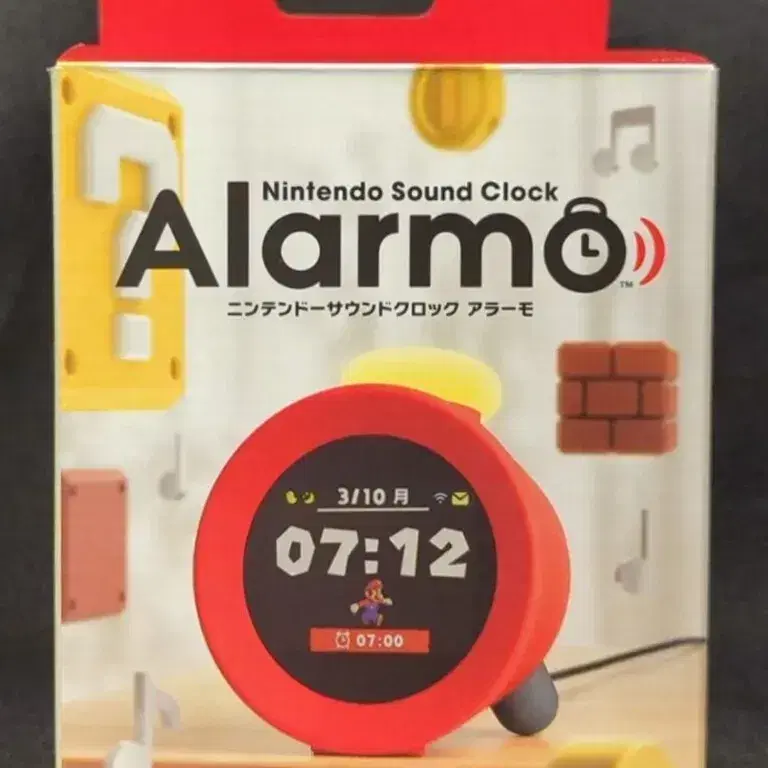 Nintendo Sound Clock
Alarmo
TM
ニンテンドーサウンドクロック アラーモ
3/10 月
07:12
07:00